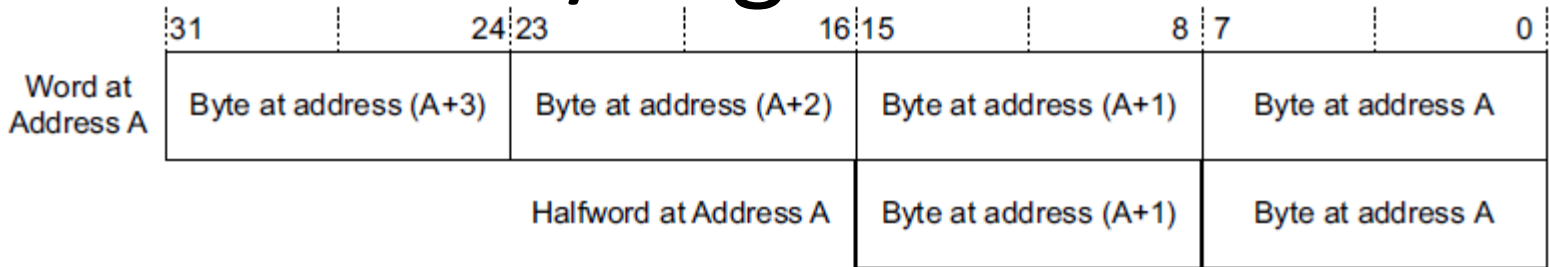 31 24 23 16 15 8 7 0
Word at
Address A
Byte at address (A+3) Byte at address (A+2) Byte at address (A+1) Byte at address A
Halfword at Address A Byte at address (A+1) Byte at address A